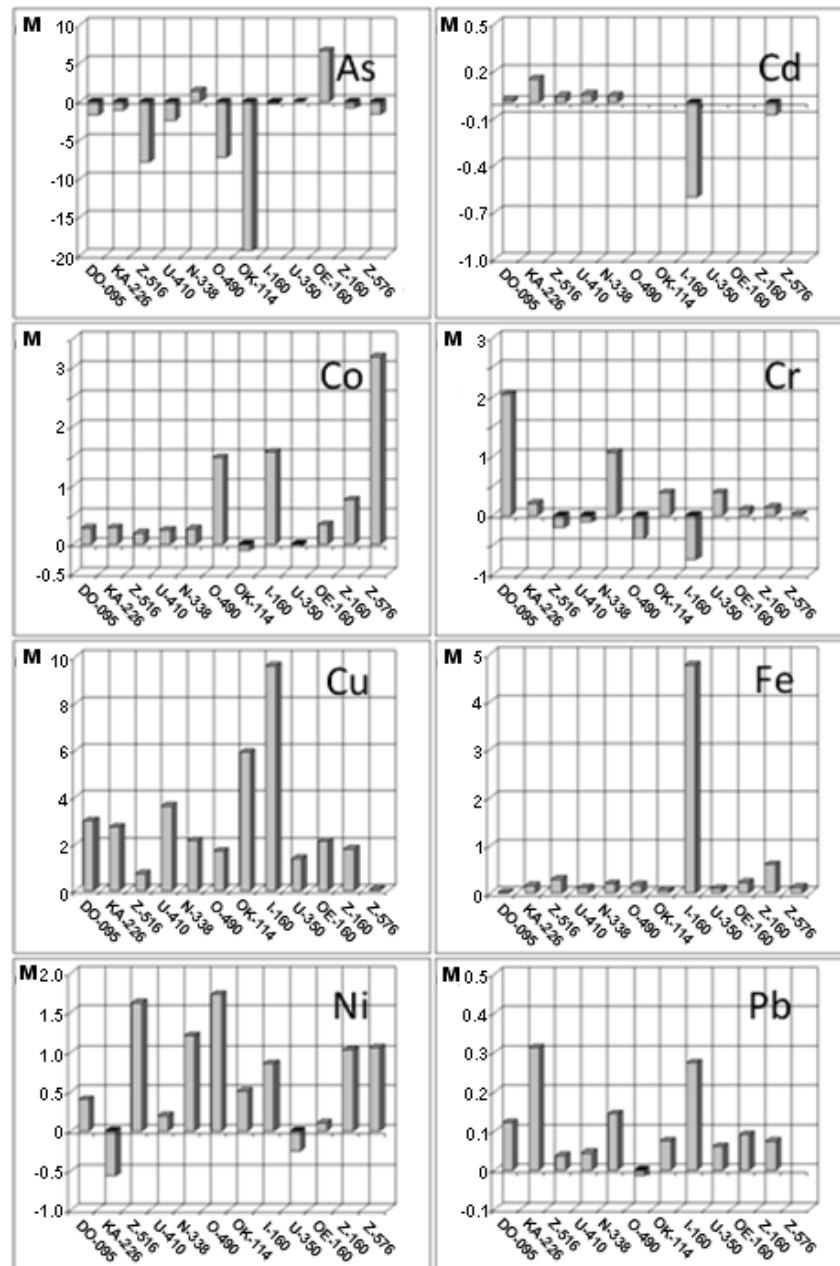 M
As
10
5
0
-5
-10
-15
-20
DO-095 KA-226 Z-516 U-410 N-338 O-490 OK-114 I-160 U-350 OE-160 Z-160 Z-576
M
Cd
0.5
0.2
-0.1
-0.4
-0.7
-1.0
DO-095 KA-226 Z-516 U-410 N-338 O-490 OK-114 I-160 U-350 OE-160 Z-160 Z-576
M
Co
3
2
1
0
-0.5
DO-095 KA-226 Z-516 U-410 N-338 O-490 OK-114 I-160 U-350 OE-160 Z-160 Z-576
M
Cr
3
2
1
0
-1
DO-095 KA-226 Z-516 U-410 N-338 O-490 OK-114 I-160 U-350 OE-160 Z-160 Z-576
M
Cu
10
8
6
4
2
0
DO-095 KA-226 Z-516 U-410 N-338 O-490 OK-114 I-160 U-350 OE-160 Z-160 Z-576
M
Fe
5
4
3
2
1
0
DO-095 KA-226 Z-516 U-410 N-338 O-490 OK-114 I-160 U-350 OE-160 Z-160 Z-576
M
Ni
2.0
1.5
1.0
0.5
0
-0.5
-1.0
DO-095 KA-226 Z-516 U-410 N-338 O-490 OK-114 I-160 U-350 OE-160 Z-160 Z-576
M
Pb
0.5
0.4
0.3
0.2
0.1
0
-0.1
DO-095 KA-226 Z-516 U-410 N-338 O-490 OK-114 I-160 U-350 OE-160 Z-160 Z-576